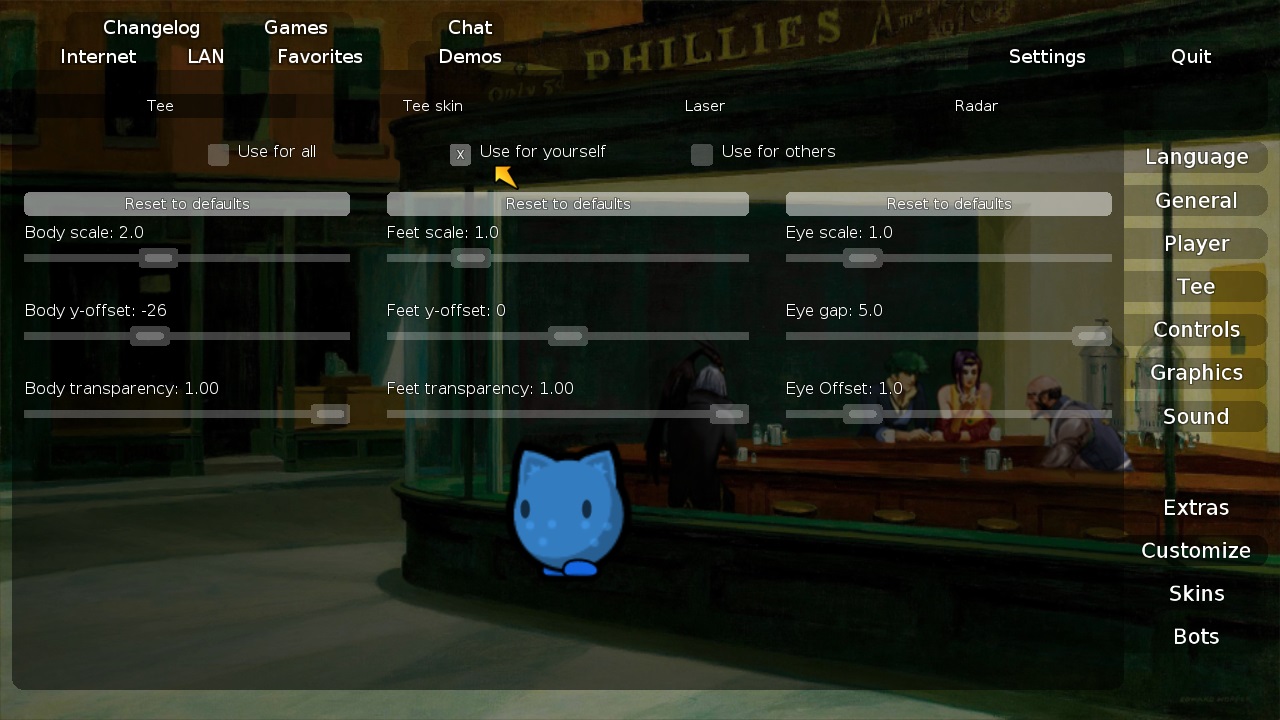 Changelog Games Chat
Internet LAN Favorites Demos Settings Quit
PHILLIES
Only 5¢
Tee Tee skin Laser Radar
Use for all X Use for yourself Use for others
Reset to defaults Reset to defaults Reset to defaults
Body scale: 2.0 Feet scale: 1.0 Eye scale: 1.0
Body y-offset: -26 Feet y-offset: 0 Eye gap: 5.0
Body transparency: 1.00 Feet transparency: 1.00 Eye Offset: 1.0
Language
General
Player
Tee
Controls
Graphics
Sound
Extras
Customize
Skins
Bots